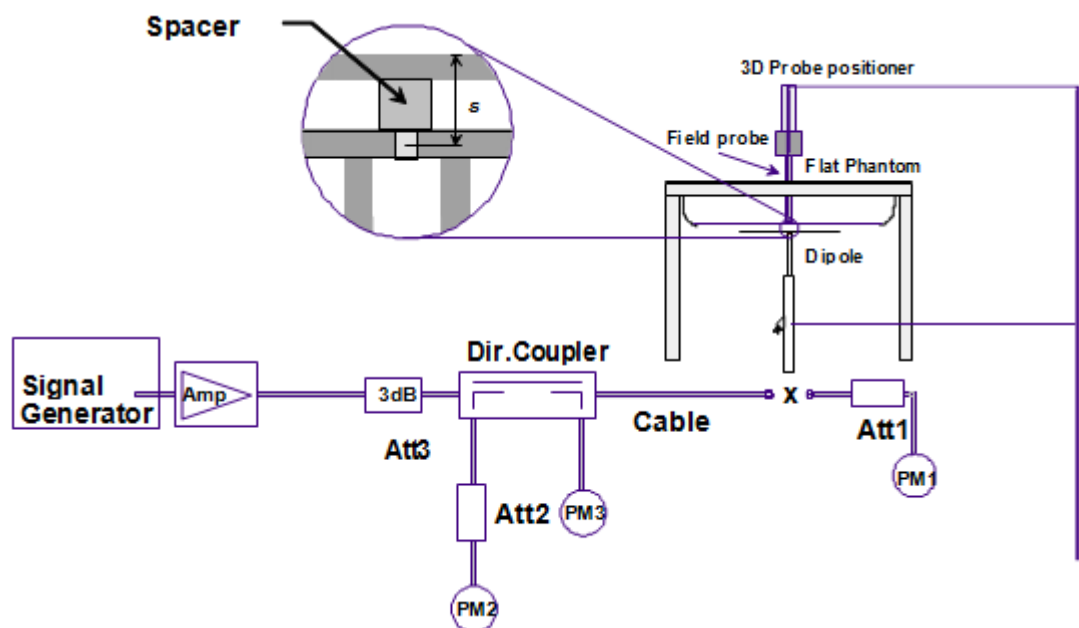 Spacer
s
3D Probe positioner
Field probe
Flat Phantom
Dipole
Dir.Coupler
Signal
Generator
Amp
3dB
Cable
x
Att3
Att1
PM1
Att2
PM3
PM2